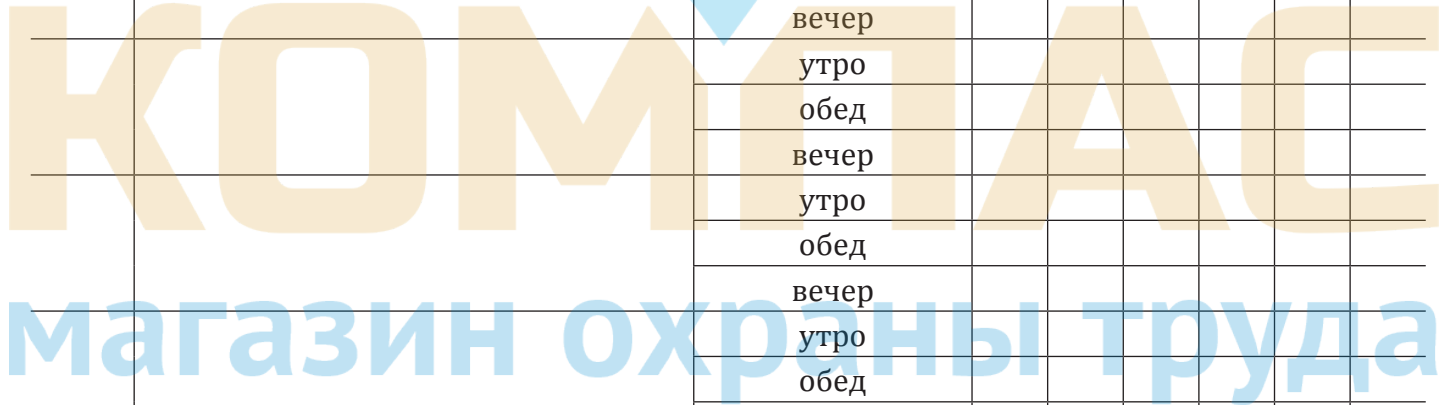 КОМПАС
вечер
утро
обед
вечер
утро
обед
вечер
магазин охраны труда
утро
обед